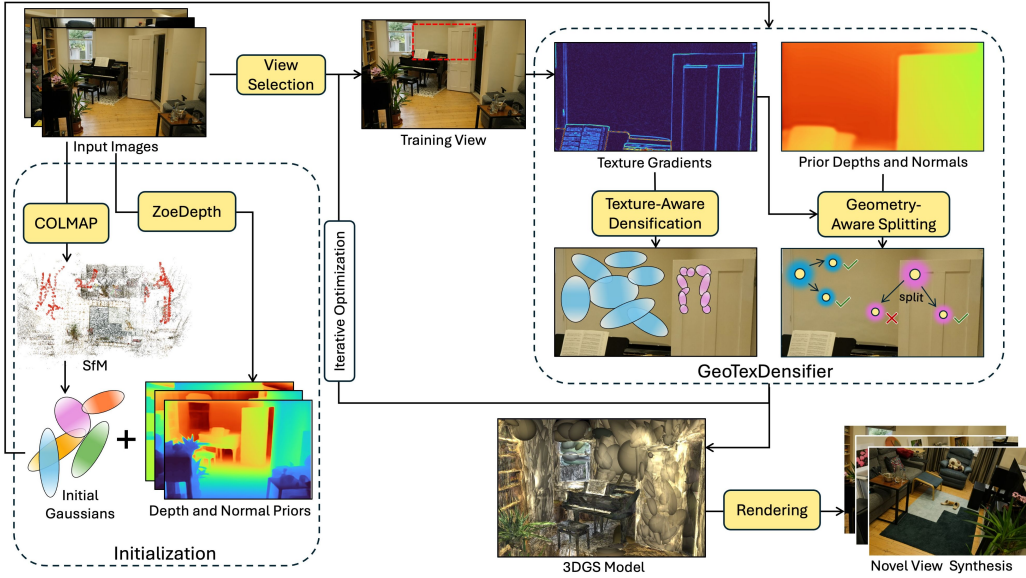 Input Images
View
Selection
Training View
Texture Gradients
Prior Depths and Normals
COLMAP
ZoeDepth
Texture-Aware
Densification
Geometry-
Aware Splitting
Iterative Optimization
split
SfM
GeoTexDensifier
+
Initial
Gaussians
Depth and Normal Priors
Initialization
3DGS Model
Rendering
Novel View Synthesis